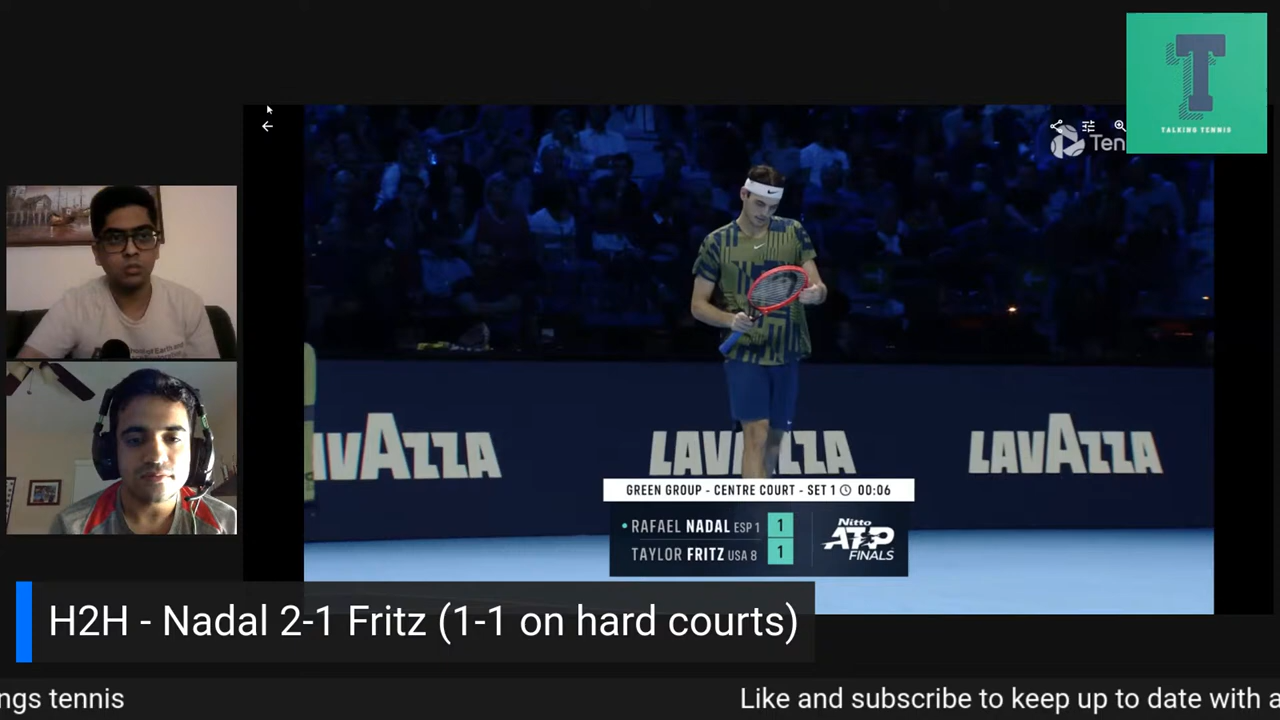 T
TALKING TENNIS
Ten
LAVAZZA
LAVAZZA
LAVAZZA
GREEN GROUP - CENTRE COURT - SET 1 00:06
RAFAEL NADAL ESP 1 1
TAYLOR FRITZ USA 8 1
Nitto
ATP
FINALS
H2H - Nadal 2-1 Fritz (1-1 on hard courts)
ngs tennis
Like and subscribe to keep up to date with a